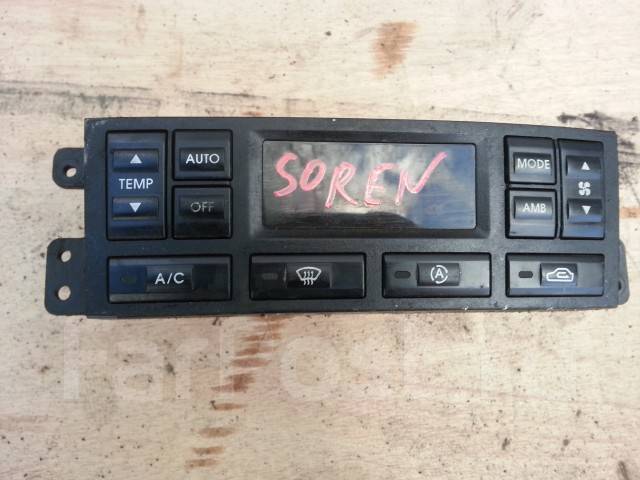 AUTO
TEMP
OFF
SOREN
MODE
AMB
A/C
A